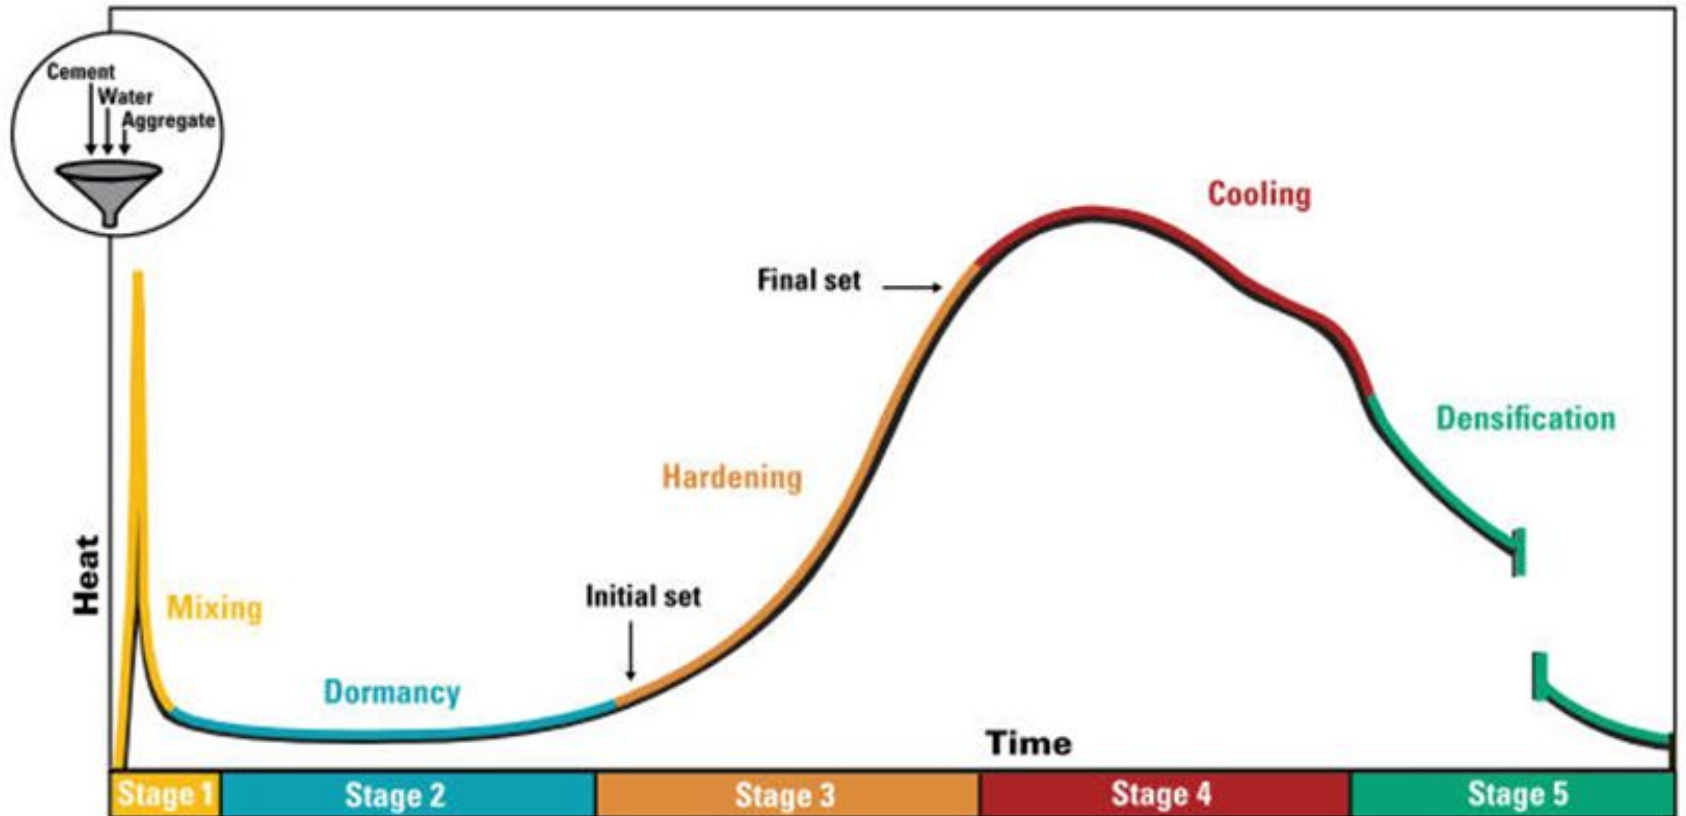 Cement
Water
Aggregate
Cooling
Final set
Densification
Hardening
Heat
Initial set
Mixing
Dormancy
Time
Stage 1
Stage 2
Stage 3
Stage 4
Stage 5